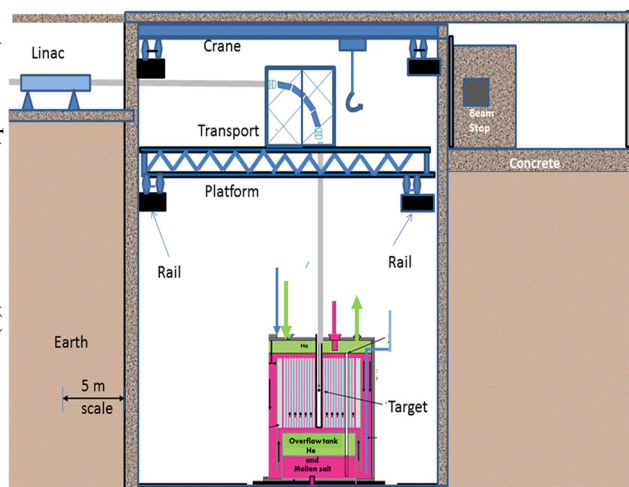 Linac
Crane
Transport
Beam
Stop
Concrete
Platform
Rail
Rail
Earth
He
5 m
scale
Target
Overflow tank
He
and
Molten salt